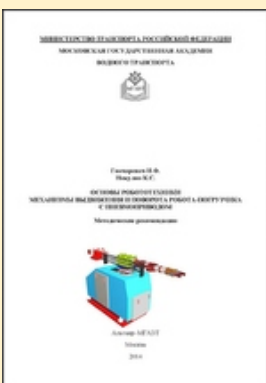 МИНИСТЕРСТВО ТРАНСПОРТА РОССИЙСКОЙ ФЕДЕРАЦИИ
МОСКОВСКАЯ ГОСУДАРСТВЕННАЯ АКАДЕМИЯ
ВОДНОГО ТРАНСПОРТА
ОСНОВЫ РОБОТОТЕХНИКИ
МЕХАНИЗМЫ ВЫДВИЖЕНИЯ И ПОВОРОТА РОБОТА-ПОГРУЗЧИКА
С ПНЕВМОПРИВОДОМ
Методические рекомендации
Альтаир-МГАВТ
Москва
2014